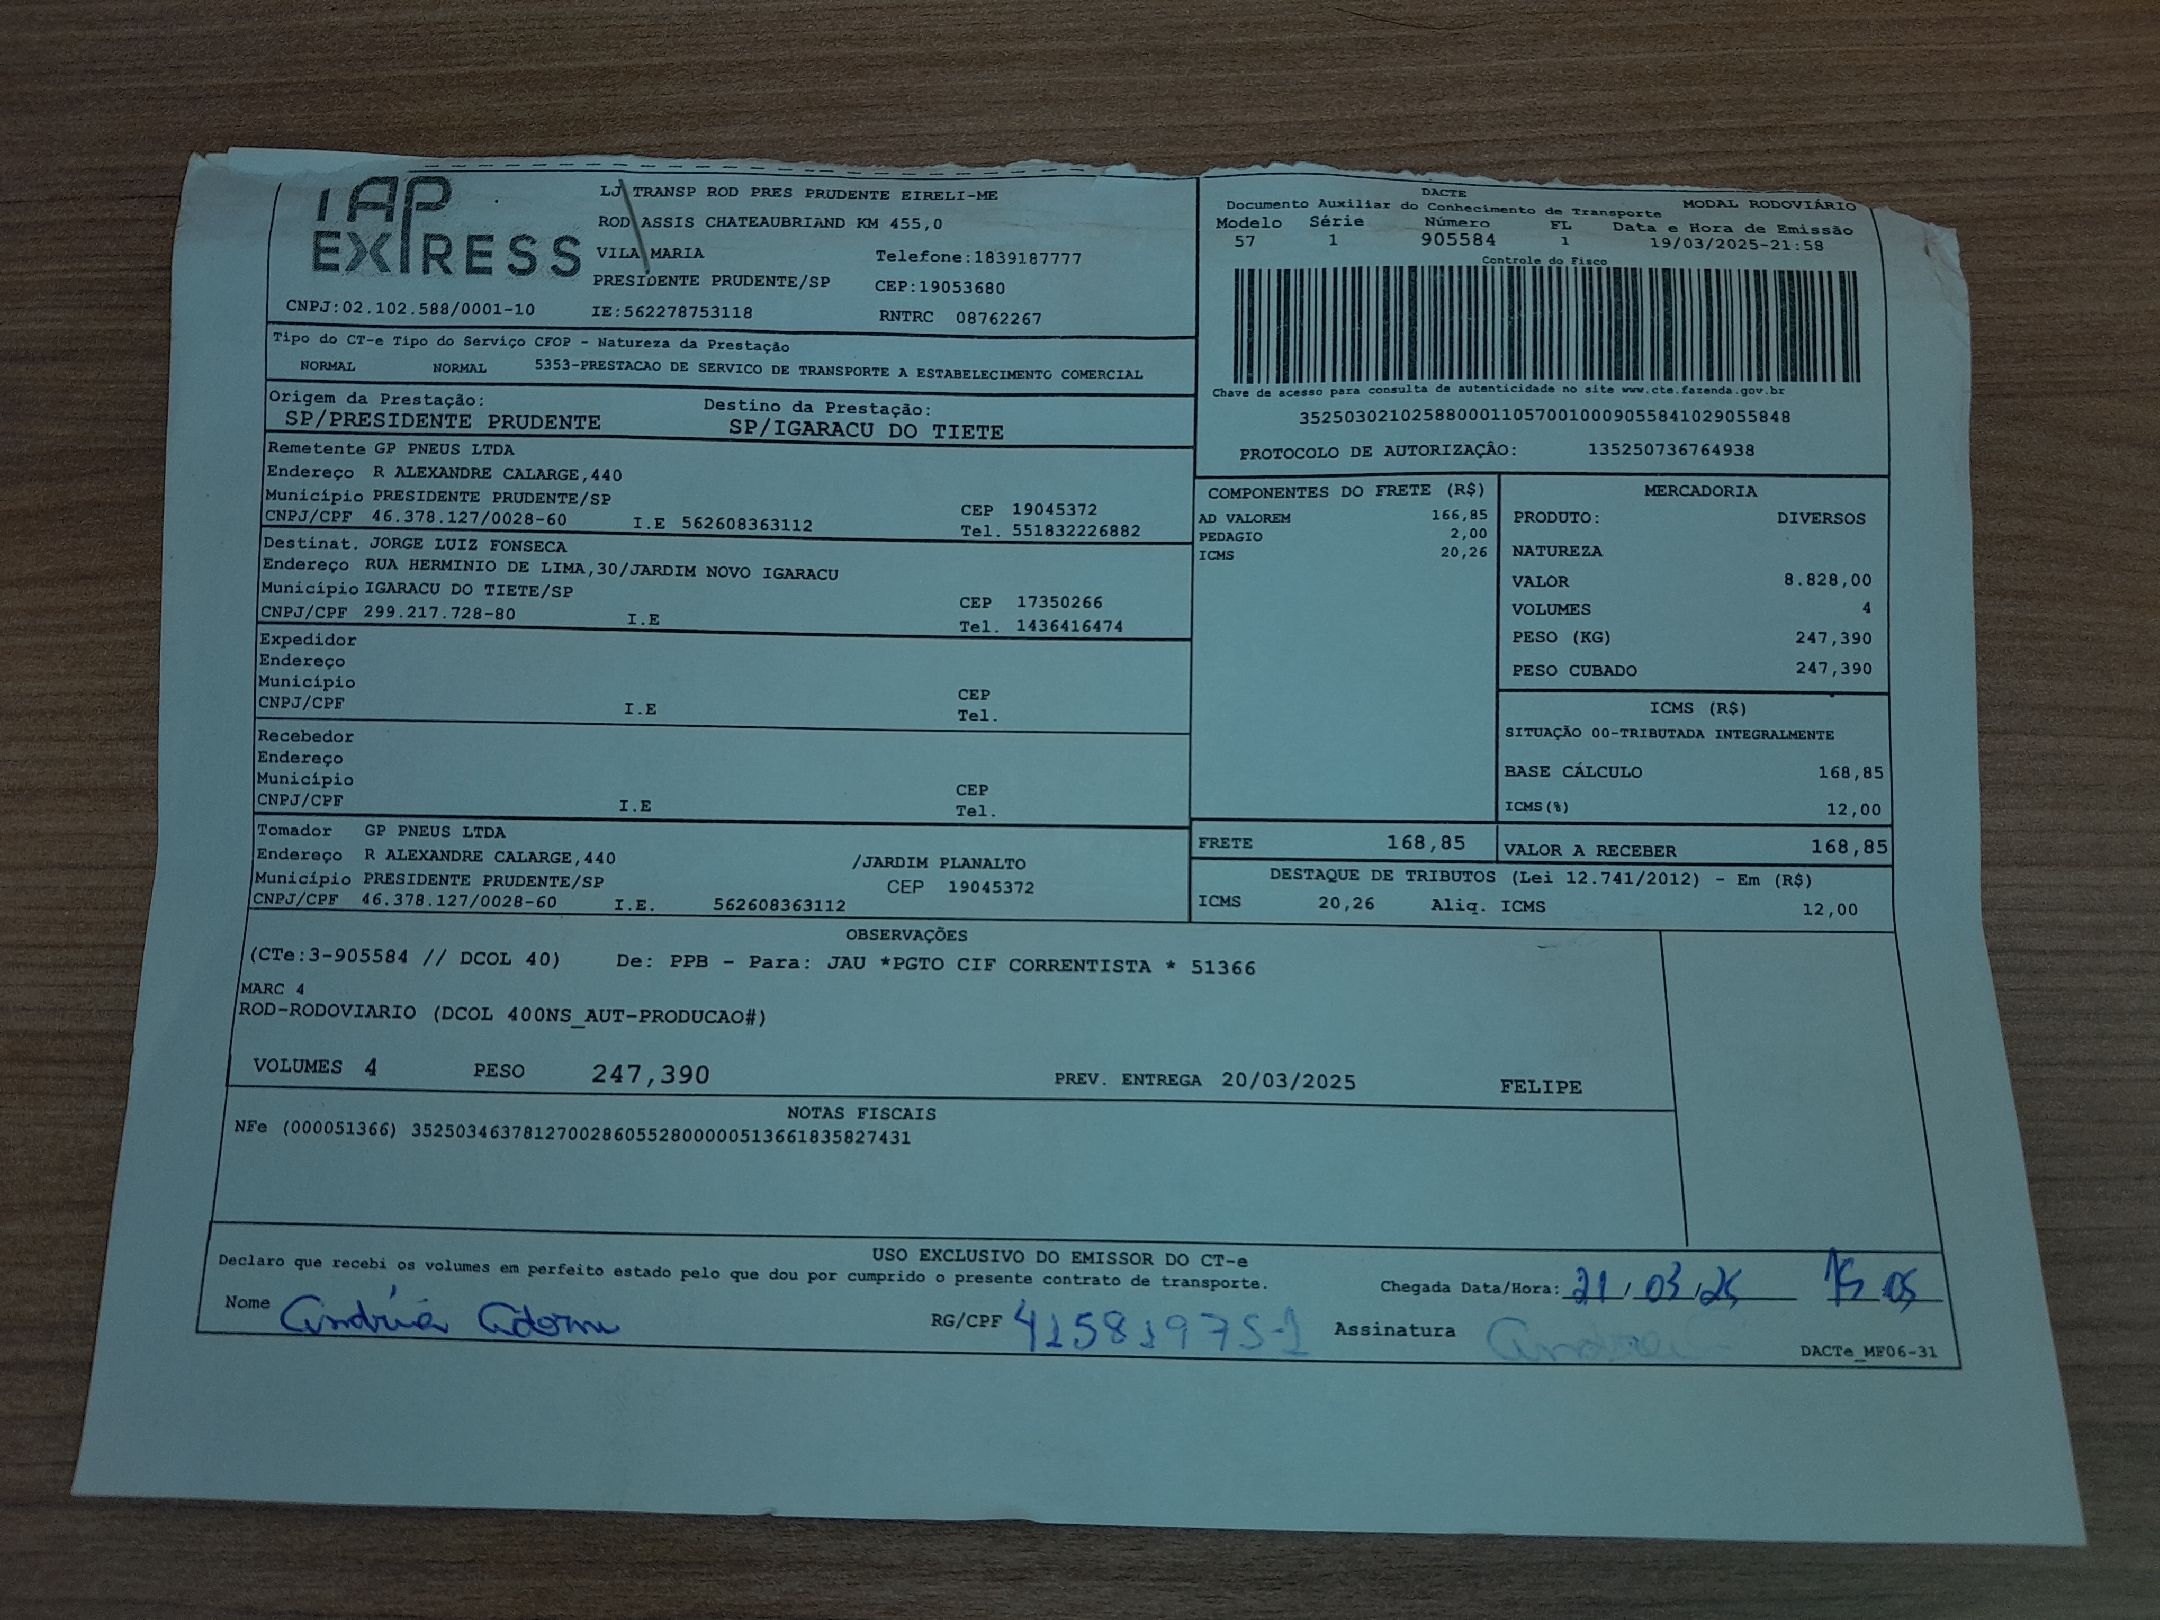 TAP EXPRESS
LJ TRANSP ROD PRES PRUDENTE EIRELI-ME
ROD ASSIS CHATEAUBRIAND KM 455,0
VILA MARIA Telefone:1839187777
PRESIDENTE PRUDENTE/SP CEP:19053680
CNPJ:02.102.588/0001-10 IE:562278753118 RNTRC 08762267
DACTE
Documento Auxiliar do Conhecimento de Transporte MODAL RODOVIÁRIO
Modelo Série Número FL Data e Hora de Emissão
57 1 905584 1 19/03/2025-21:58
Controle do Fisco
Chave de acesso para consulta de autenticidade no site www.cte.fazenda.gov.br
35250302102588000110570010009055841029055848
PROTOCOLO DE AUTORIZAÇÂO: 135250736764938
Tipo do CT-e Tipo do Serviço CFOP - Natureza da Prestação
NORMAL NORMAL 5353-PRESTACAO DE SERVICO DE TRANSPORTE A ESTABELECIMENTO COMERCIAL
Origem da Prestação: Destino da Prestação:
SP/PRESIDENTE PRUDENTE SP/IGARACU DO TIETE
Remetente GP PNEUS LTDA
Endereço R ALEXANDRE CALARGE,440
Município PRESIDENTE PRUDENTE/SP CEP 19045372
CNPJ/CPF 46.378.127/0028-60 I.E 562608363112 Tel. 551832226882
Destinat. JORGE LUIZ FONSECA
Endereço RUA HERMINIO DE LIMA,30/JARDIM NOVO IGARACU
Município IGARACU DO TIETE/SP CEP 17350266
CNPJ/CPF 299.217.728-80 I.E Tel. 1436416474
Expedidor
Endereço
Município CEP
CNPJ/CPF I.E Tel.
Recebedor
Endereço
Município CEP
CNPJ/CPF I.E Tel.
Tomador GP PNEUS LTDA
Endereço R ALEXANDRE CALARGE,440 /JARDIM PLANALTO
Município PRESIDENTE PRUDENTE/SP CEP 19045372
CNPJ/CPF 46.378.127/0028-60 I.E. 562608363112
COMPONENTES DO FRETE (R$)
AD VALOREM 166,85
PEDAGIO 2,00
ICMS 20,26
MERCADORIA
PRODUTO: DIVERSOS
NATUREZA
VALOR 8.828,00
VOLUMES 4
PESO (KG) 247,390
PESO CUBADO 247,390
ICMS (R$)
SITUAÇÃO 00-TRIBUTADA INTEGRALMENTE
BASE CÁLCULO 168,85
ICMS(%) 12,00
FRETE 168,85 VALOR A RECEBER 168,85
DESTAQUE DE TRIBUTOS (Lei 12.741/2012) - Em (R$)
ICMS 20,26 Aliq. ICMS 12,00
OBSERVAÇÕES
(CTe:3-905584 // DCOL 40) De: PPB - Para: JAU *PGTO CIF CORRENTISTA * 51366
MARC 4
ROD-RODOVIARIO (DCOL 400NS_AUT-PRODUCAO#)
VOLUMES 4 PESO 247,390 PREV. ENTREGA 20/03/2025 FELIPE
NOTAS FISCAIS
NFe (000051366) 35250346378127002860552800000513661835827431
USO EXCLUSIVO DO EMISSOR DO CT-e
Declaro que recebi os volumes em perfeito estado pelo que dou por cumprido o presente contrato de transporte. Chegada Data/Hora: 21/03/25 15 05
Nome Andréia RG/CPF 41581975-1 Assinatura
DACTe_MF06-31